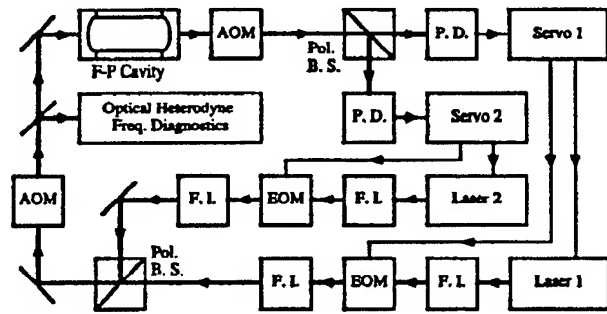 AOM
Pol.
B. S.
P. D.
Servo 1
F-P Cavity
Optical Heterodyne
Freq. Diagnostics
P. D.
Servo 2
AOM
F. I.
EOM
F. I.
Laser 2
Pol.
B. S.
F. I.
EOM
F. I.
Laser 1